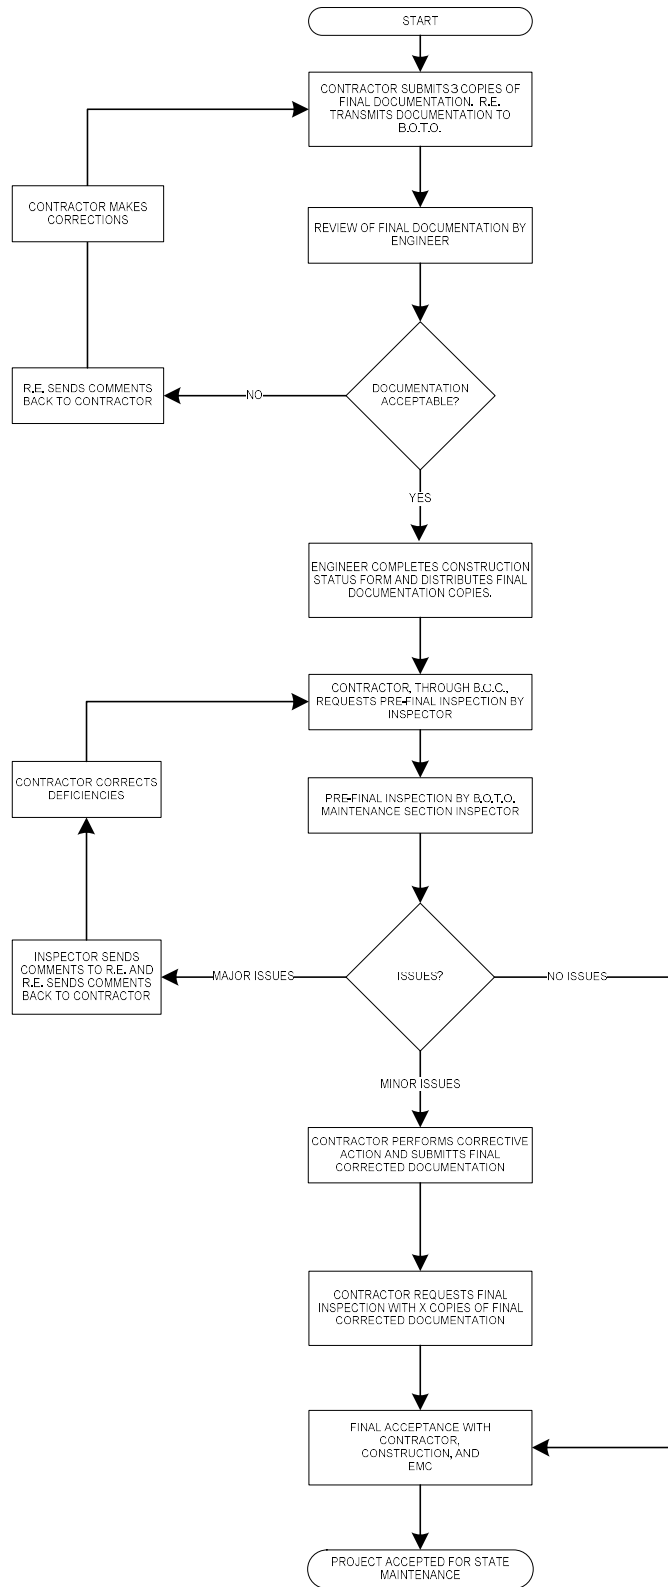 START
CONTRACTOR SUBMITS 3 COPIES OF
FINAL DOCUMENTATION. R.E.
TRANSMITS DOCUMENTATION TO
B.O.T.O.
CONTRACTOR MAKES
CORRECTIONS
REVIEW OF FINAL DOCUMENTATION BY
ENGINEER
R.E. SENDS COMMENTS
BACK TO CONTRACTOR
NO
DOCUMENTATION
ACCEPTABLE?
YES
ENGINEER COMPLETES CONSTRUCTION
STATUS FORM AND DISTRIBUTES FINAL
DOCUMENTATION COPIES.
CONTRACTOR, THROUGH B.C.C.,
REQUESTS PRE-FINAL INSPECTION BY
INSPECTOR
CONTRACTOR CORRECTS
DEFICIENCIES
PRE-FINAL INSPECTION BY B.O.T.O.
MAINTENANCE SECTION INSPECTOR
INSPECTOR SENDS
COMMENTS TO R.E. AND
R.E. SENDS COMMENTS
BACK TO CONTRACTOR
MAJOR ISSUES
ISSUES?
NO ISSUES
MINOR ISSUES
CONTRACTOR PERFORMS CORRECTIVE
ACTION AND SUBMITTS FINAL
CORRECTED DOCUMENTATION
CONTRACTOR REQUESTS FINAL
INSPECTION WITH X COPIES OF FINAL
CORRECTED DOCUMENTATION
FINAL ACCEPTANCE WITH
CONTRACTOR,
CONSTRUCTION, AND
EMC
PROJECT ACCEPTED FOR STATE
MAINTENANCE